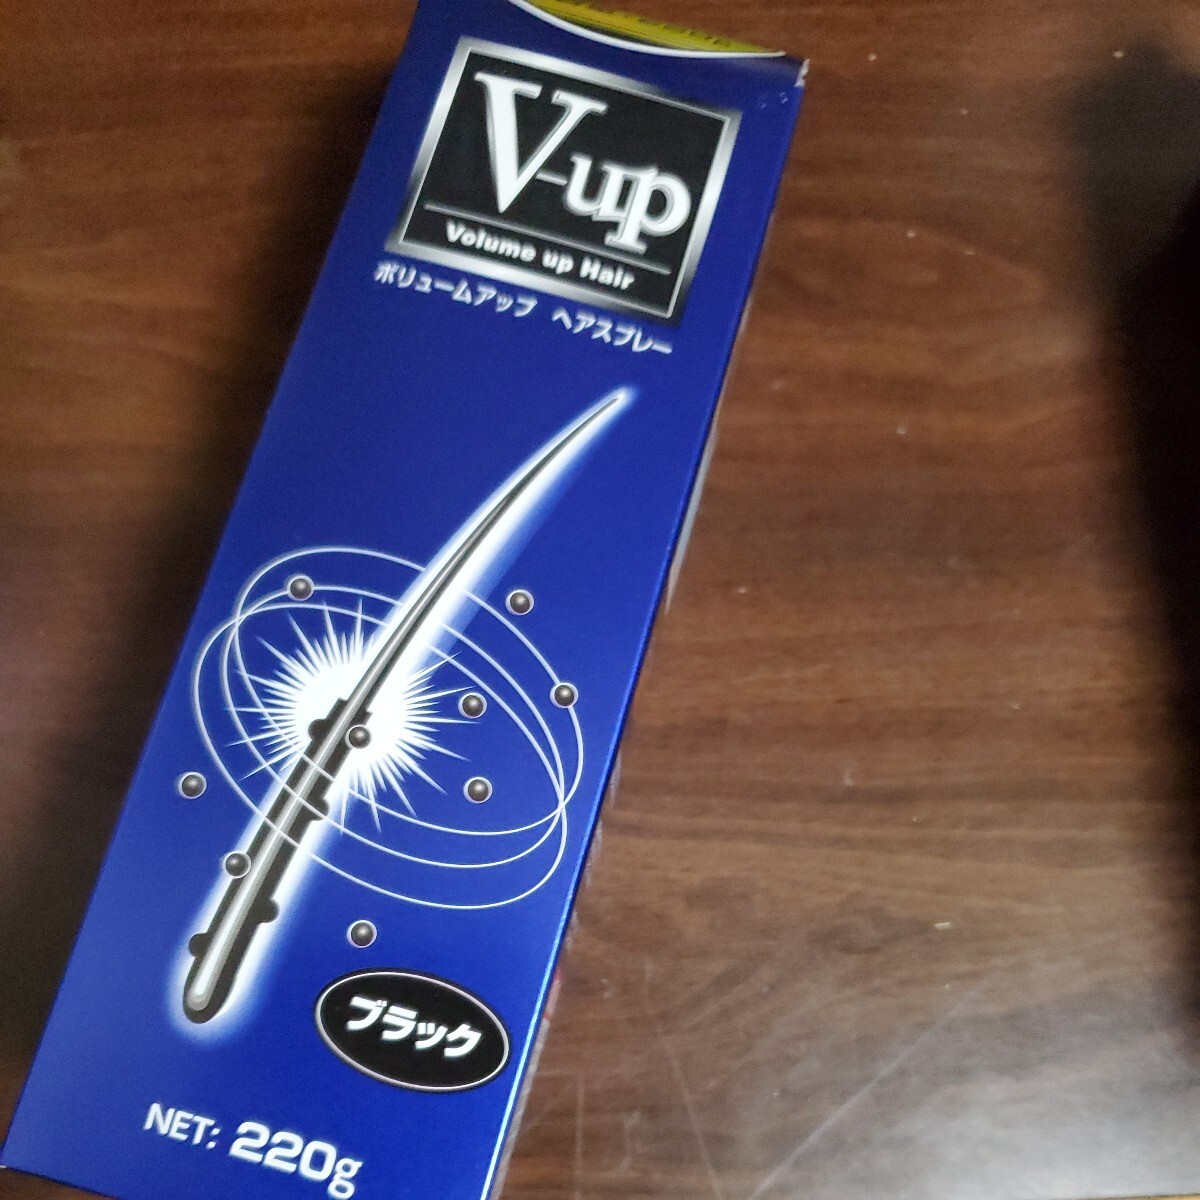 V-up
Volume up Hair
ボリュームアップ ヘアスプレー
ブラック
NET: 220g